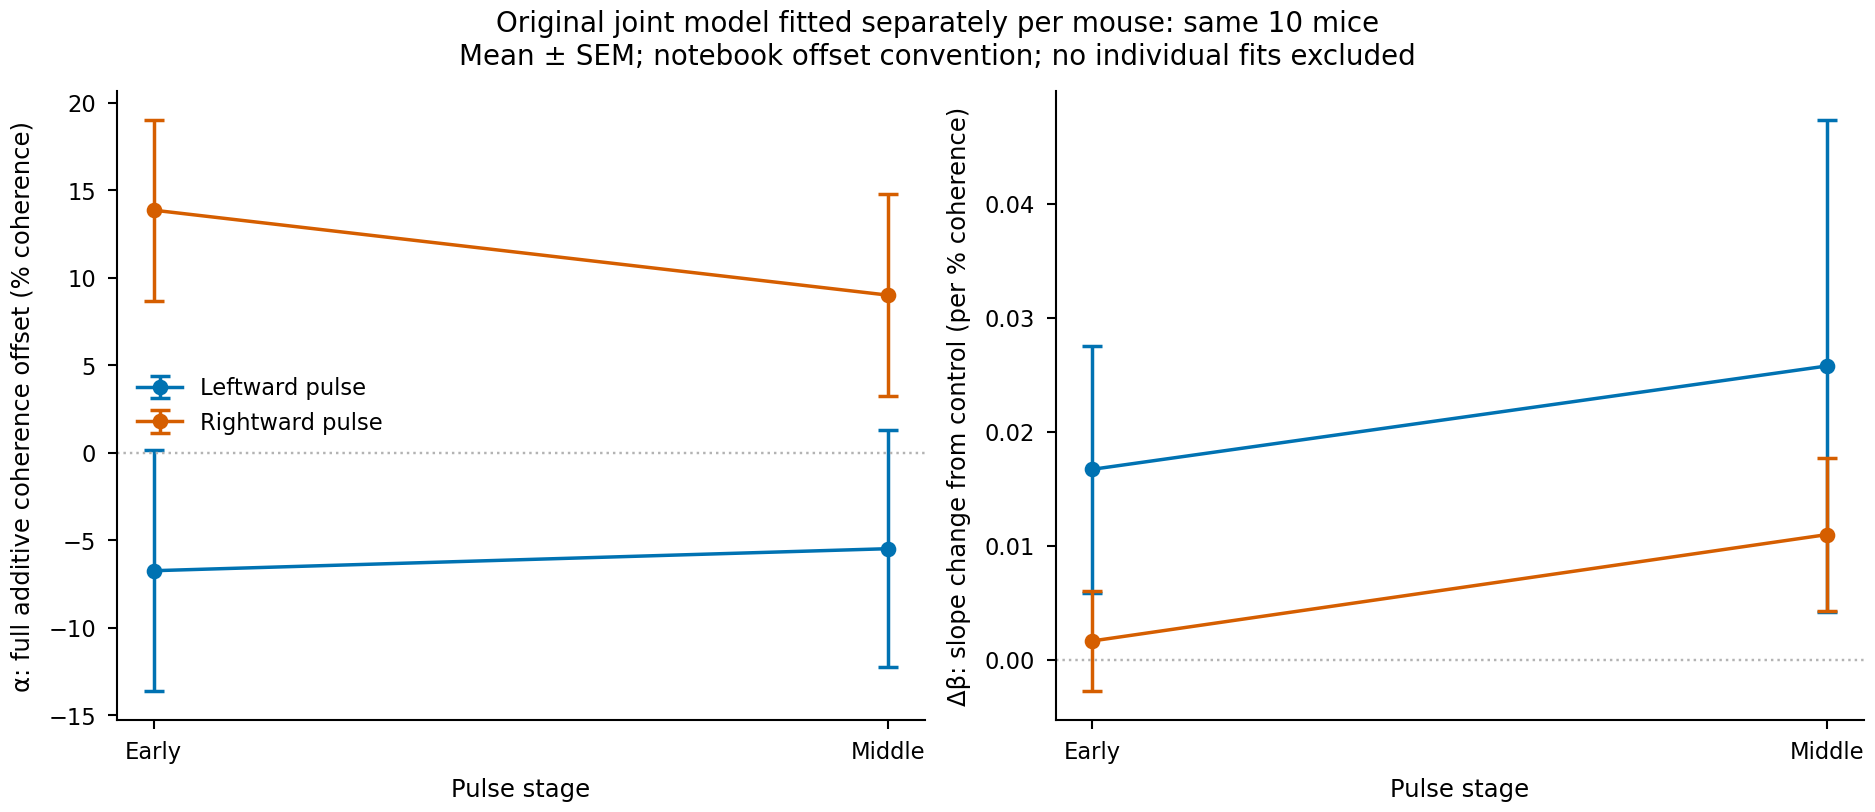 Original joint model fitted separately per mouse: same 10 mice
Mean ± SEM; notebook offset convention; no individual fits excluded
α: full additive coherence offset (% coherence)
20
15
10
5
0
−5
−10
−15
Leftward pulse
Rightward pulse
Early
Middle
Pulse stage
Δβ: slope change from control (per % coherence)
0.04
0.03
0.02
0.01
0.00
Early
Middle
Pulse stage